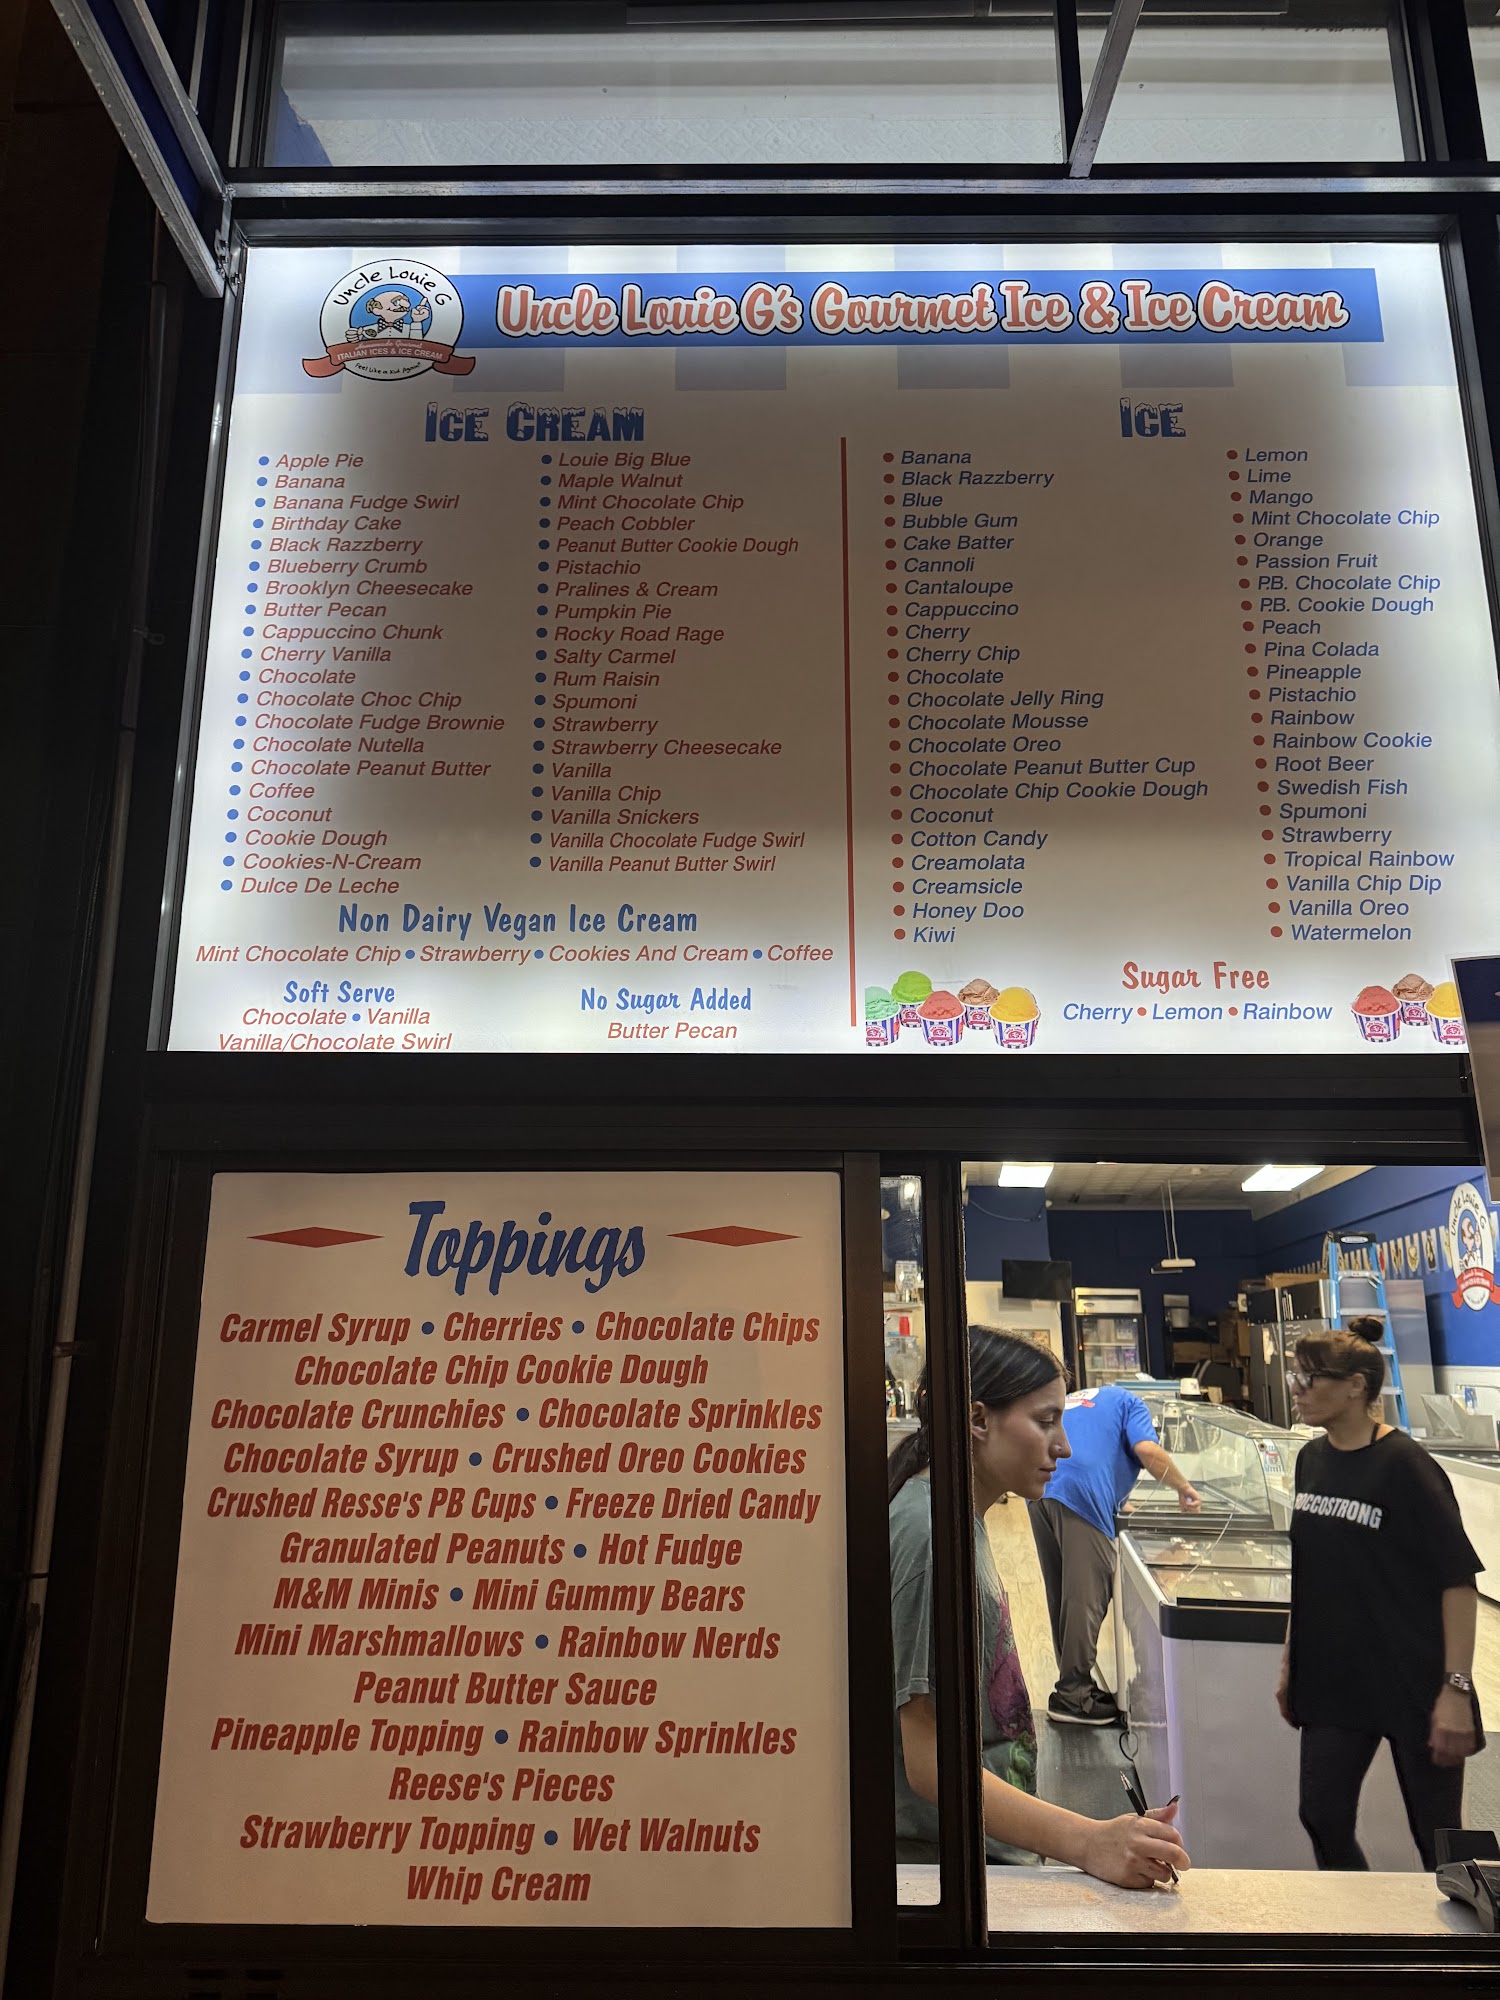 Uncle Louie G
Homemade Gourmet
ITALIAN ICES & ICE CREAM
Feel Like a Kid Again!
Uncle Louie G's Gourmet Ice & Ice Cream
ICE CREAM
Apple Pie
Banana
Banana Fudge Swirl
Birthday Cake
Black Razzberry
Blueberry Crumb
Brooklyn Cheesecake
Butter Pecan
Cappuccino Chunk
Cherry Vanilla
Chocolate
Chocolate Choc Chip
Chocolate Fudge Brownie
Chocolate Nutella
Chocolate Peanut Butter
Coffee
Coconut
Cookie Dough
Cookies-N-Cream
Dulce De Leche
Louie Big Blue
Maple Walnut
Mint Chocolate Chip
Peach Cobbler
Peanut Butter Cookie Dough
Pistachio
Pralines & Cream
Pumpkin Pie
Rocky Road Rage
Salty Carmel
Rum Raisin
Spumoni
Strawberry
Strawberry Cheesecake
Vanilla
Vanilla Chip
Vanilla Snickers
Vanilla Chocolate Fudge Swirl
Vanilla Peanut Butter Swirl
Non Dairy Vegan Ice Cream
Mint Chocolate Chip • Strawberry • Cookies And Cream • Coffee
Soft Serve
Chocolate • Vanilla
Vanilla/Chocolate Swirl
No Sugar Added
Butter Pecan
ICE
Banana
Black Razzberry
Blue
Bubble Gum
Cake Batter
Cannoli
Cantaloupe
Cappuccino
Cherry
Cherry Chip
Chocolate
Chocolate Jelly Ring
Chocolate Mousse
Chocolate Oreo
Chocolate Peanut Butter Cup
Chocolate Chip Cookie Dough
Coconut
Cotton Candy
Creamolata
Creamsicle
Honey Doo
Kiwi
Lemon
Lime
Mango
Mint Chocolate Chip
Orange
Passion Fruit
P.B. Chocolate Chip
P.B. Cookie Dough
Peach
Pina Colada
Pineapple
Pistachio
Rainbow
Rainbow Cookie
Root Beer
Swedish Fish
Spumoni
Strawberry
Tropical Rainbow
Vanilla Chip Dip
Vanilla Oreo
Watermelon
Sugar Free
Cherry • Lemon • Rainbow
Toppings
Carmel Syrup • Cherries • Chocolate Chips
Chocolate Chip Cookie Dough
Chocolate Crunchies • Chocolate Sprinkles
Chocolate Syrup • Crushed Oreo Cookies
Crushed Resse's PB Cups • Freeze Dried Candy
Granulated Peanuts • Hot Fudge
M&M Minis • Mini Gummy Bears
Mini Marshmallows • Rainbow Nerds
Peanut Butter Sauce
Pineapple Topping • Rainbow Sprinkles
Reese's Pieces
Strawberry Topping • Wet Walnuts
Whip Cream
Uncle Louie G
OCCOSTRONG